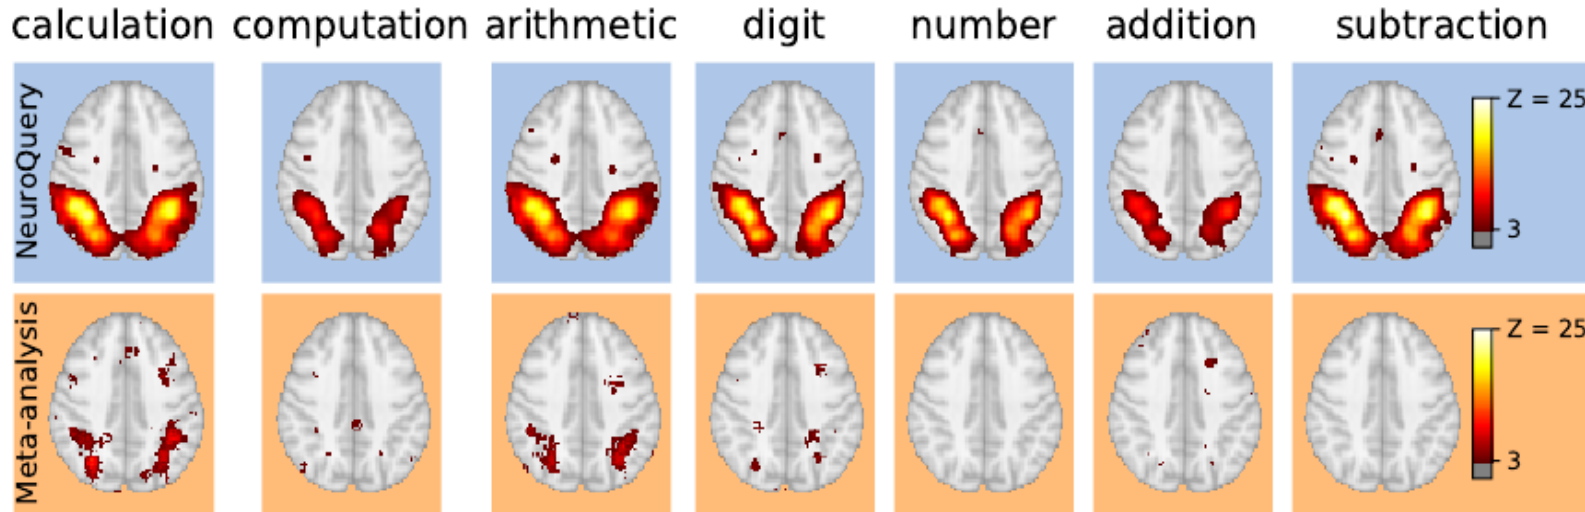 calculation computation arithmetic digit number addition subtraction
NeuroQuery
Z = 25
3
Meta-analysis
Z = 25
3